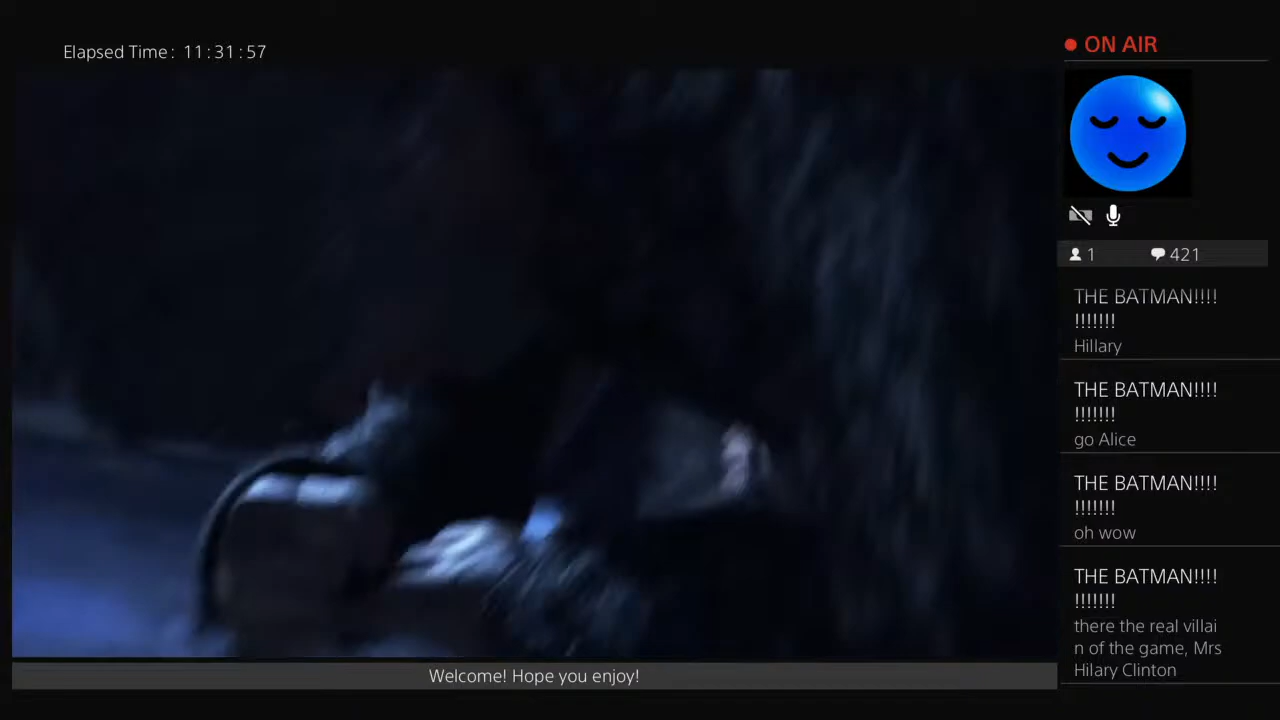 Elapsed Time: 11:31:57
ON AIR
1 421
THE BATMAN!!!!
!!!!!!!
Hillary
THE BATMAN!!!!
!!!!!!!
go Alice
THE BATMAN!!!!
!!!!!!!
oh wow
THE BATMAN!!!!
!!!!!!!
there the real villai
n of the game, Mrs
Hilary Clinton
Welcome! Hope you enjoy!